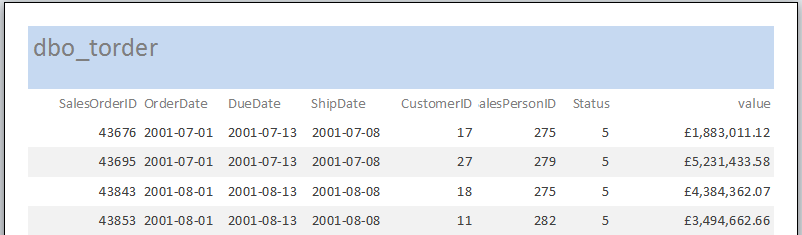 dbo_torder
SalesOrderID OrderDate DueDate ShipDate CustomerID alesPersonID Status value
43676 2001-07-01 2001-07-13 2001-07-08 17 275 5 £1,883,011.12
43695 2001-07-01 2001-07-13 2001-07-08 27 279 5 £5,231,433.58
43843 2001-08-01 2001-08-13 2001-08-08 18 275 5 £4,384,362.07
43853 2001-08-01 2001-08-13 2001-08-08 11 282 5 £3,494,662.66